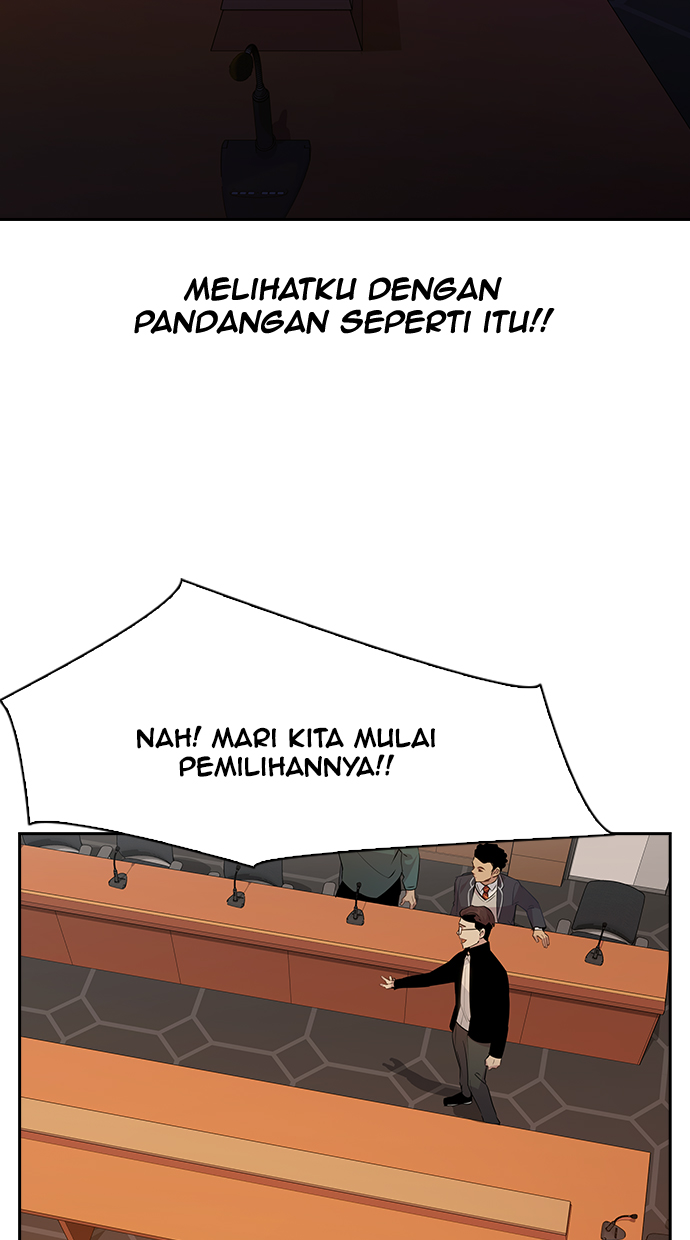 MELIHATKU DENGAN
PANDANGAN SEPERTI ITU!!
NAH! MARI KITA MULAI
PEMILIHANNYA!!